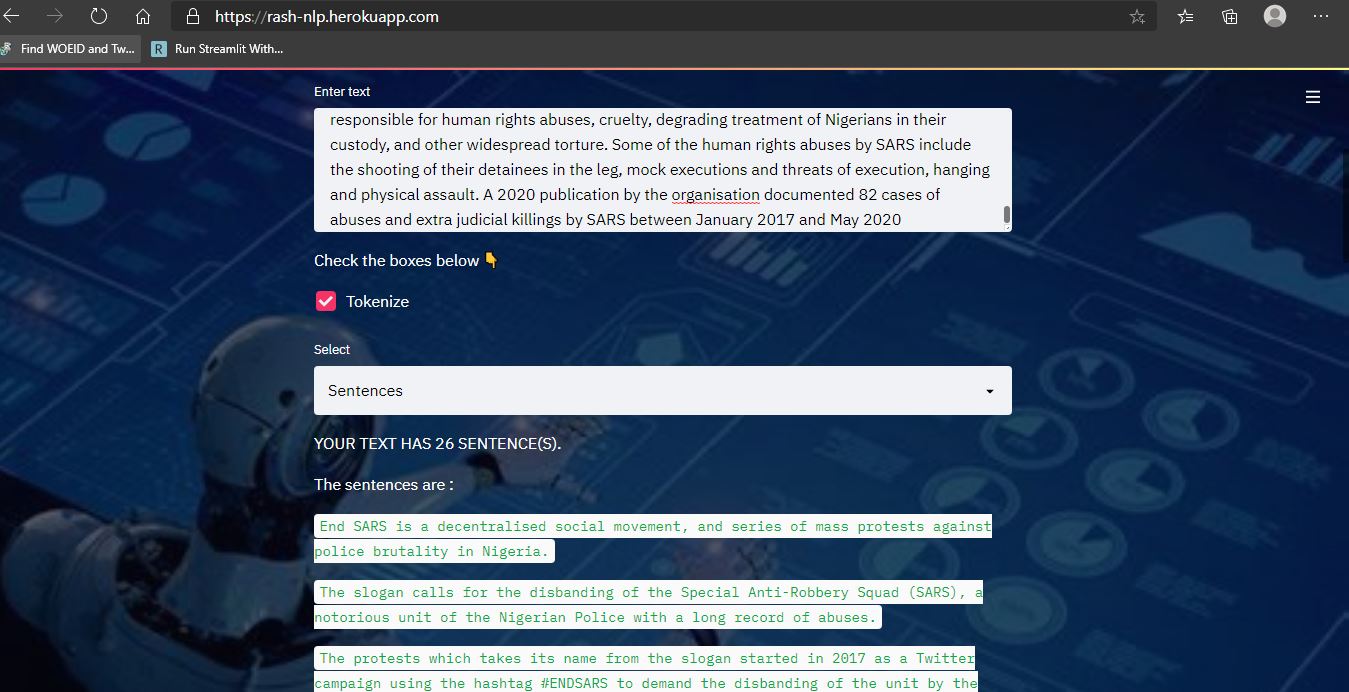 https://rash-nlp.herokuapp.com
Find WOEID and Tw...
R Run Streamlit With...
Enter text
responsible for human rights abuses, cruelty, degrading treatment of Nigerians in their
custody, and other widespread torture. Some of the human rights abuses by SARS include
the shooting of their detainees in the leg, mock executions and threats of execution, hanging
and physical assault. A 2020 publication by the organisation documented 82 cases of
abuses and extra judicial killings by SARS between January 2017 and May 2020
Check the boxes below 👇
Tokenize
Select
Sentences
YOUR TEXT HAS 26 SENTENCE(S).
The sentences are :
End SARS is a decentralised social movement, and series of mass protests against
police brutality in Nigeria.
The slogan calls for the disbanding of the Special Anti-Robbery Squad (SARS), a
notorious unit of the Nigerian Police with a long record of abuses.
The protests which takes its name from the slogan started in 2017 as a Twitter
campaign using the hashtag #ENDSARS to demand the disbanding of the unit by the